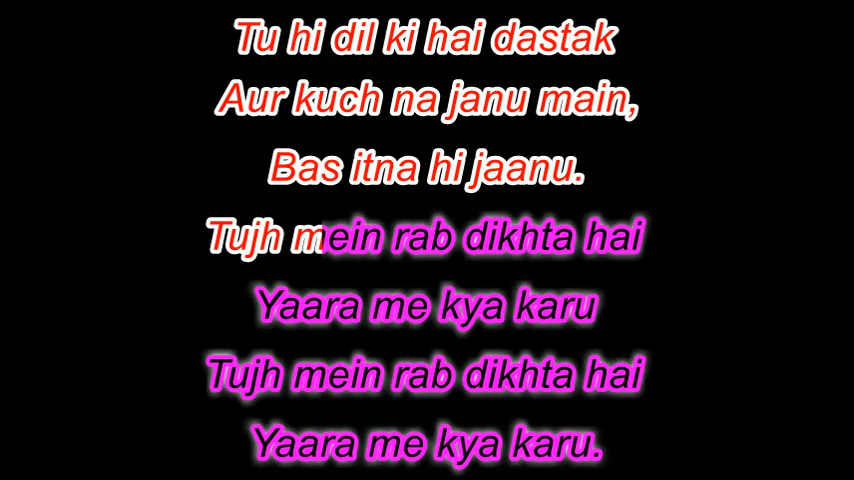 Tu hi dil ki hai dastak
Aur kuch na janu main,
Bas itna hi jaanu.
Tujh mein rab dikhta hai
Yaara me kya karu
Tujh mein rab dikhta hai
Yaara me kya karu.